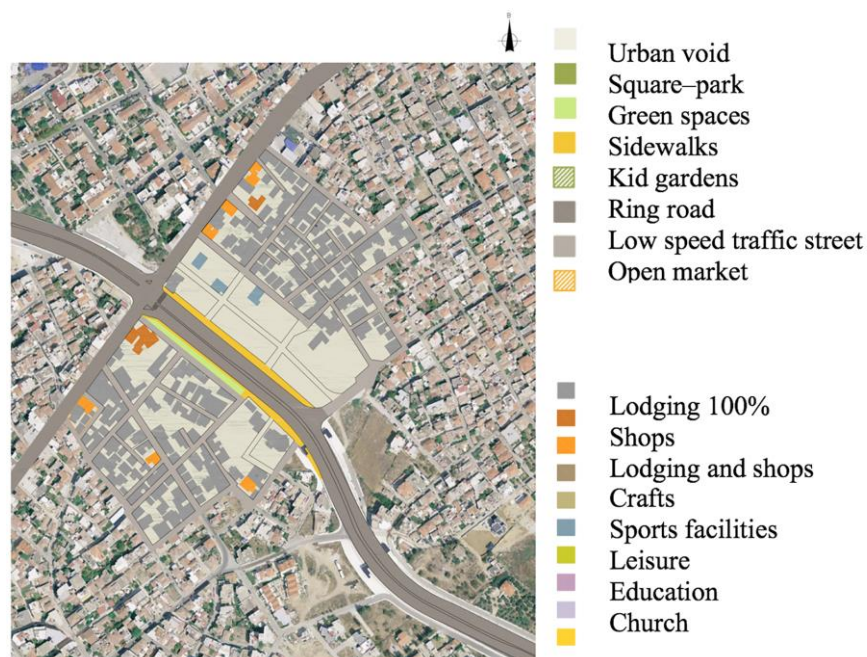 Urban void
Square–park
Green spaces
Sidewalks
Kid gardens
Ring road
Low speed traffic street
Open market
Lodging 100%
Shops
Lodging and shops
Crafts
Sports facilities
Leisure
Education
Church